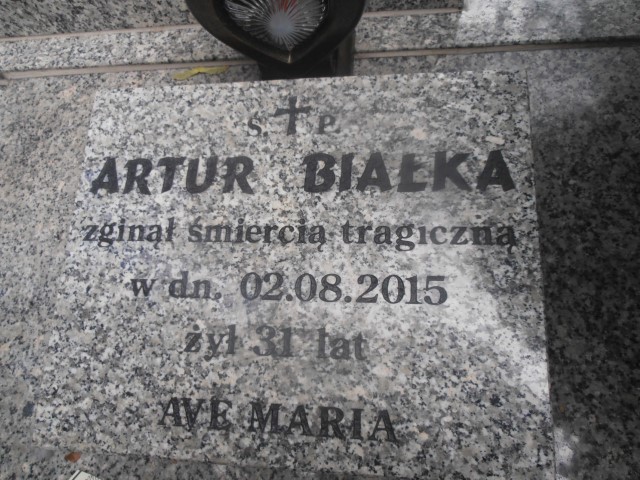 Ś. P.
ARTUR BIAŁKA
zginął śmiercią tragiczną
w dn. 02.08.2015
żył 31 lat
AVE MARIA